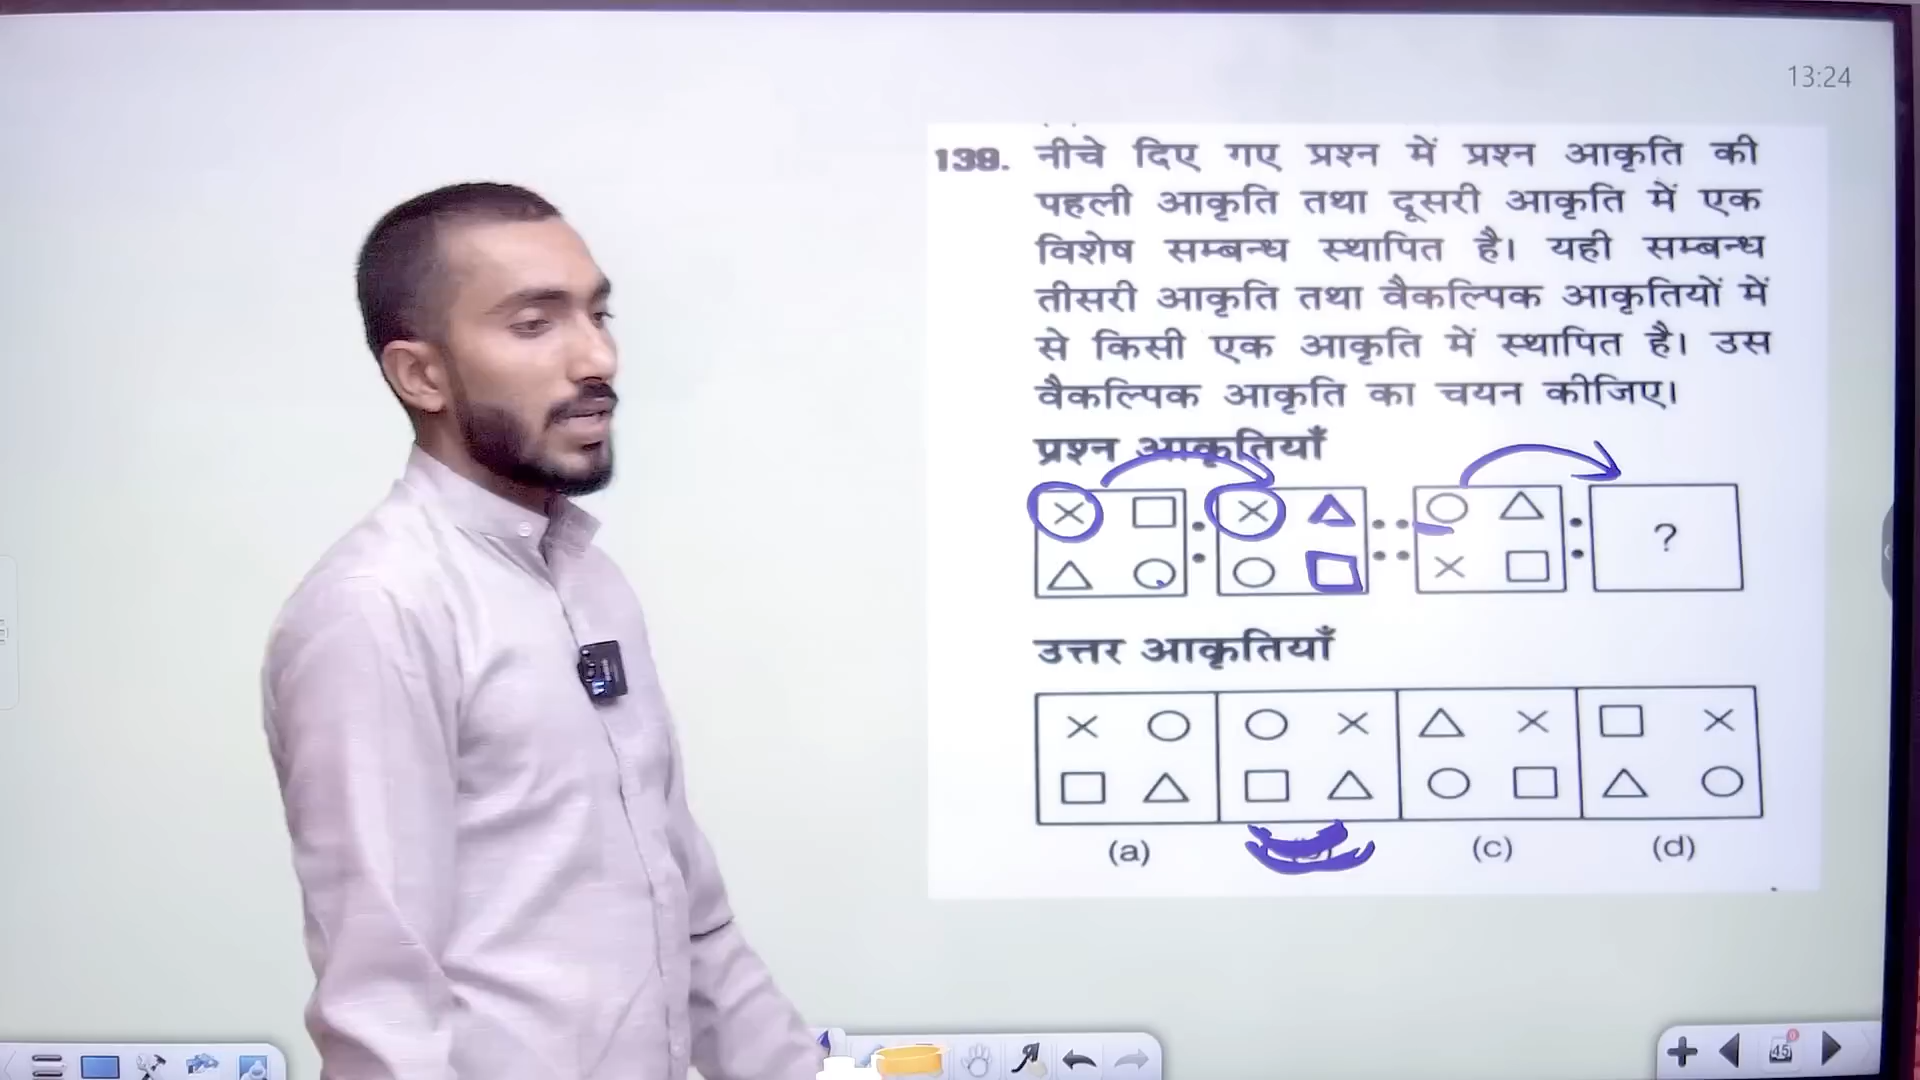 13:24
139. नीचे दिए गए प्रश्न में प्रश्न आकृति की
पहली आकृति तथा दूसरी आकृति में एक
विशेष सम्बन्ध स्थापित है। यही सम्बन्ध
तीसरी आकृति तथा वैकल्पिक आकृतियों में
से किसी एक आकृति में स्थापित है। उस
वैकल्पिक आकृति का चयन कीजिए।
प्रश्न आकृतियाँ
?
उत्तर आकृतियाँ
(a) (c) (d)
45